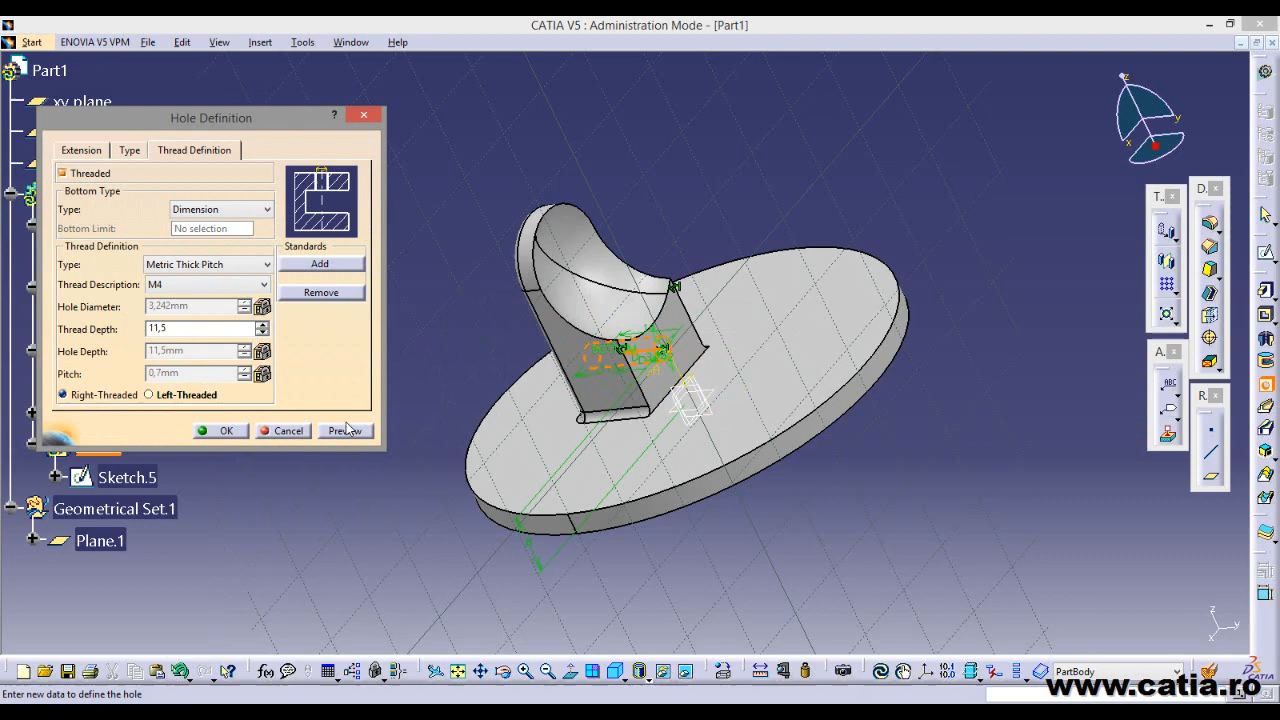 CATIA V5 : Administration Mode - [Part1]
Start ENOVIA V5 VPM File Edit View Insert Tools Window Help
Part1
xy plane
Hole Definition
? x
Extension Type Thread Definition
Threaded
Bottom Type
Type: Dimension
Bottom Limit: No selection
Thread Definition
Standards
Type: Metric Thick Pitch
Add
Thread Description: M4
Remove
Hole Diameter: 3,242mm
Thread Depth: 11,5
Hole Depth: 11,5mm
Pitch: 0,7mm
Right-Threaded Left-Threaded
OK Cancel Preview
Sketch.5
Geometrical Set.1
Plane.1
z
y
x
T..
D.
A.
R.
ABC
z
y
x
f(x)
10.1
PartBody
CATIA
Enter new data to define the hole
www.catia.ro